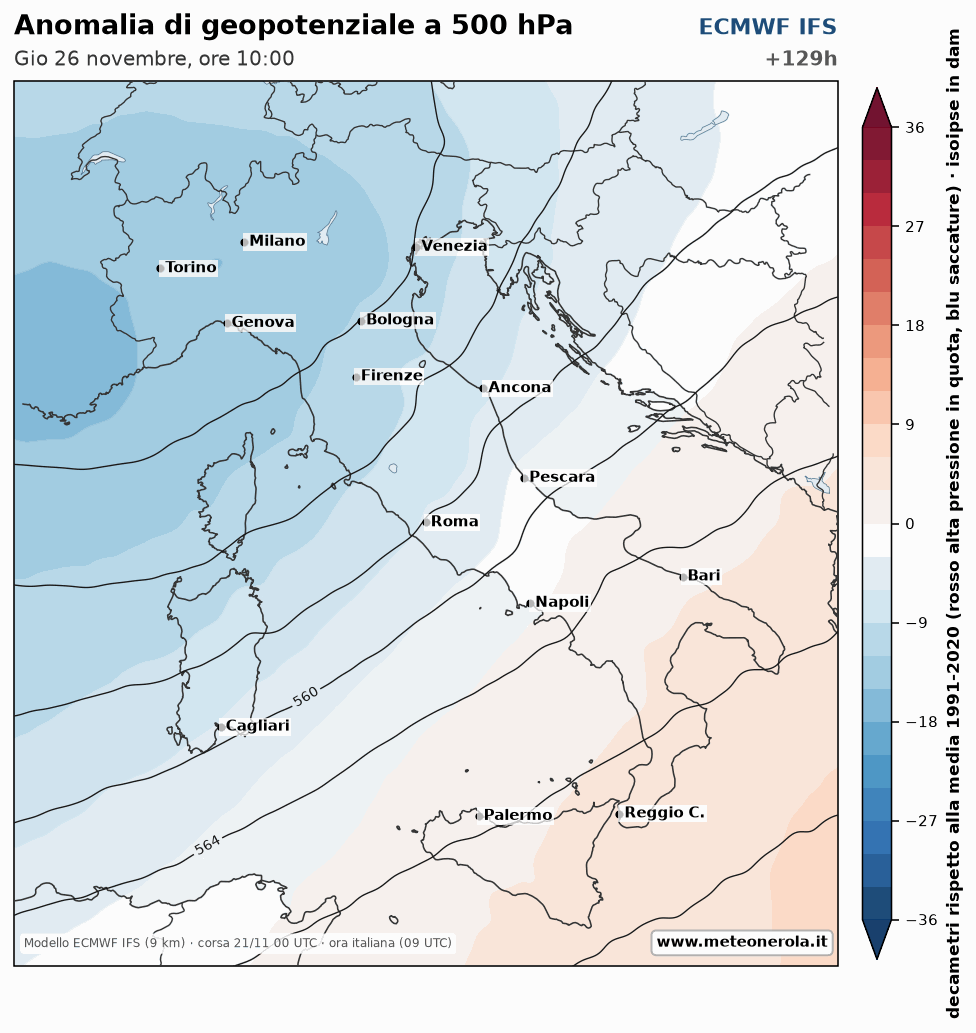 Anomalia di geopotenziale a 500 hPa
ECMWF IFS
Gio 26 novembre, ore 10:00
+129h
Milano
Venezia
Torino
Genova
Bologna
Firenze
Ancona
Pescara
Roma
Bari
Napoli
560
Cagliari
Palermo
Reggio C.
564
Modello ECMWF IFS (9 km) · corsa 21/11 00 UTC · ora italiana (09 UTC)
www.meteonerola.it
36
27
18
9
0
−9
−18
−27
−36
decametri rispetto alla media 1991-2020 (rosso alta pressione in quota, blu saccature) · isoipse in dam